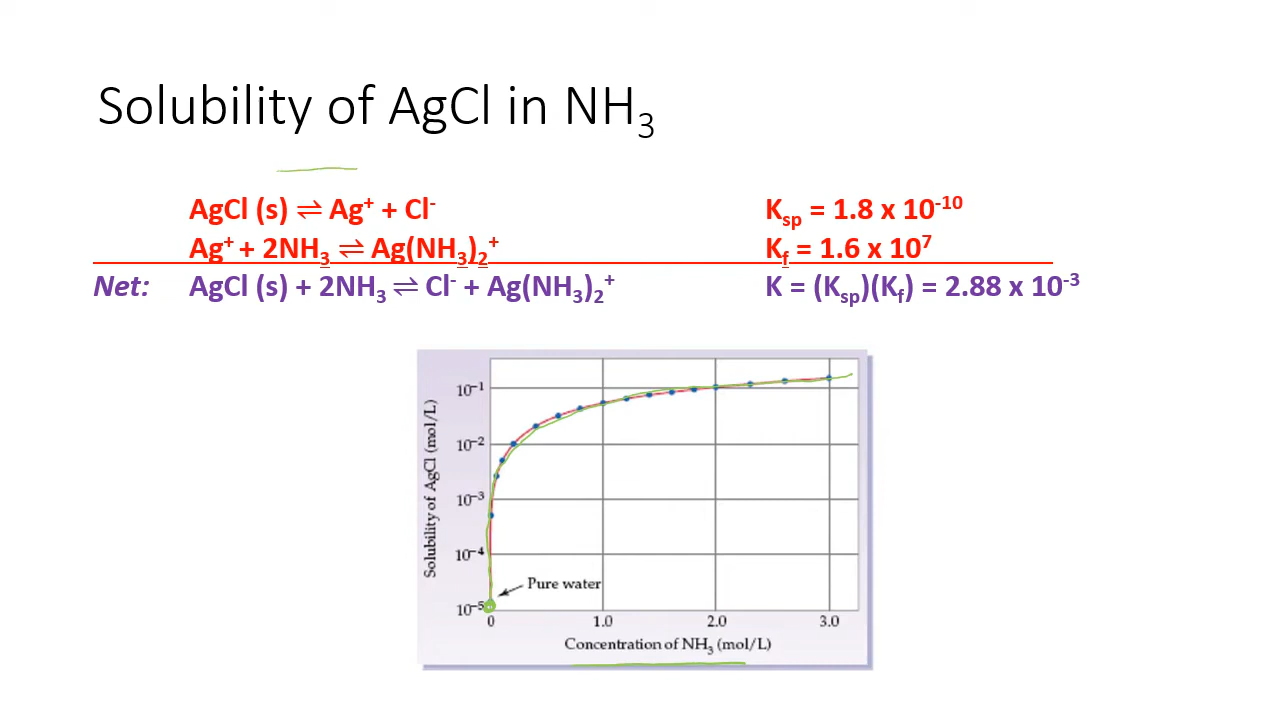 Solubility of AgCl in NH₃
AgCl (s) ⇌ Ag⁺ + Cl⁻ Kₛₚ = 1.8 x 10⁻¹⁰
Ag⁺ + 2NH₃ ⇌ Ag(NH₃)₂⁺ K_f = 1.6 x 10⁷
Net: AgCl (s) + 2NH₃ ⇌ Cl⁻ + Ag(NH₃)₂⁺ K = (Kₛₚ)(K_f) = 2.88 x 10⁻³
Solubility of AgCl (mol/L)
10⁻¹
10⁻²
10⁻³
10⁻⁴
10⁻⁵
Pure water
0 1.0 2.0 3.0
Concentration of NH₃ (mol/L)